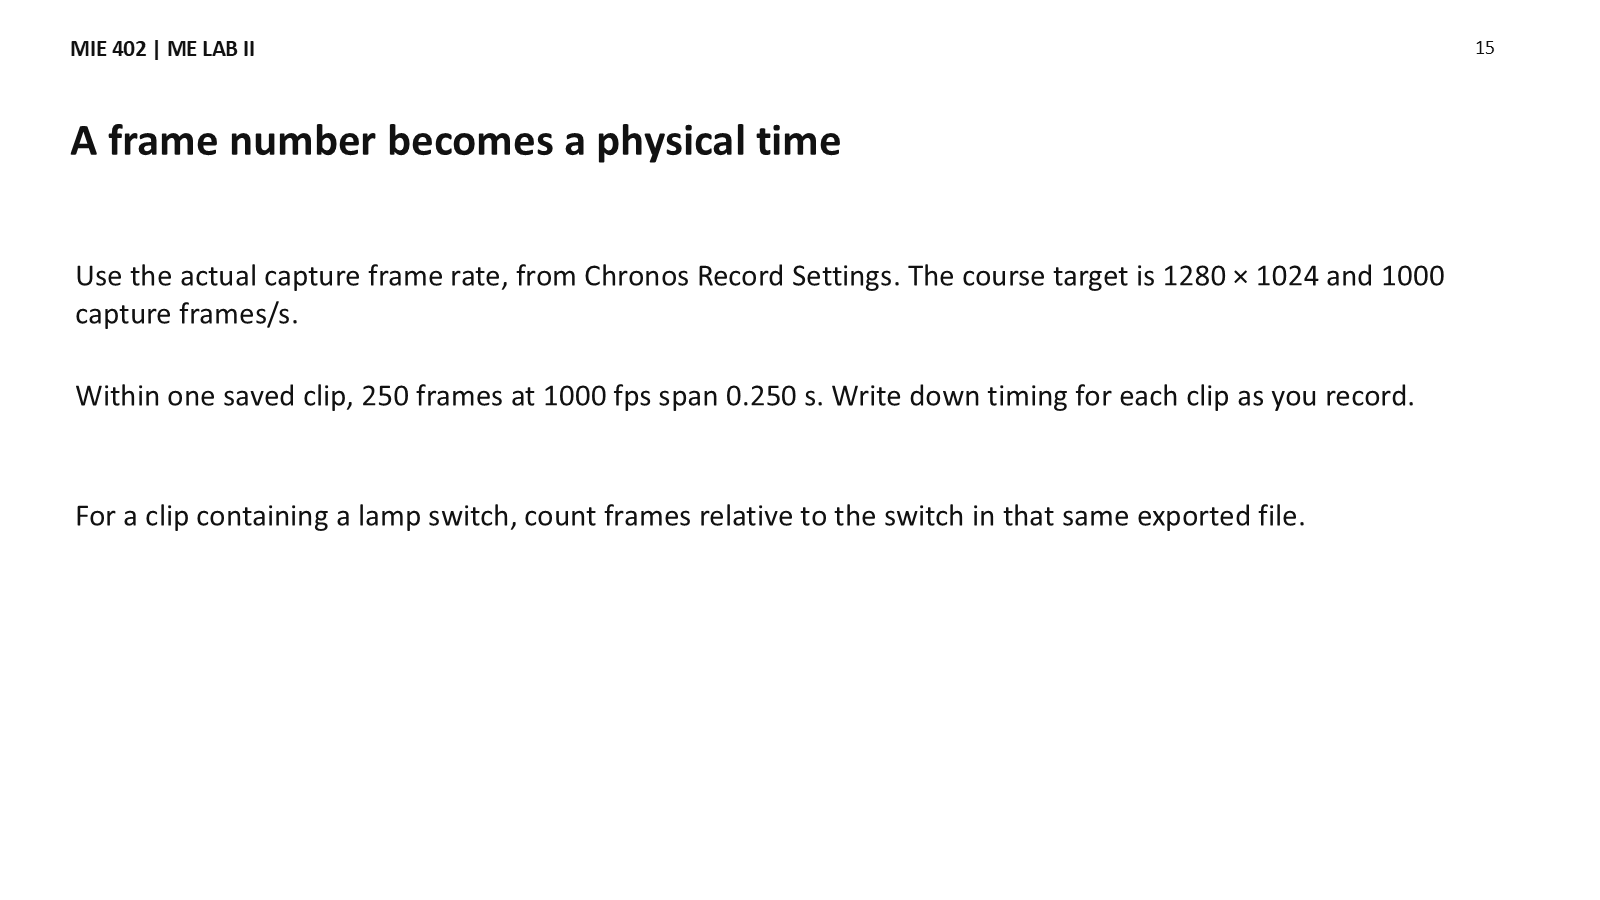 MIE 402 | ME LAB II
15
A frame number becomes a physical time
Use the actual capture frame rate, from Chronos Record Settings. The course target is 1280 × 1024 and 1000
capture frames/s.
Within one saved clip, 250 frames at 1000 fps span 0.250 s. Write down timing for each clip as you record.
For a clip containing a lamp switch, count frames relative to the switch in that same exported file.